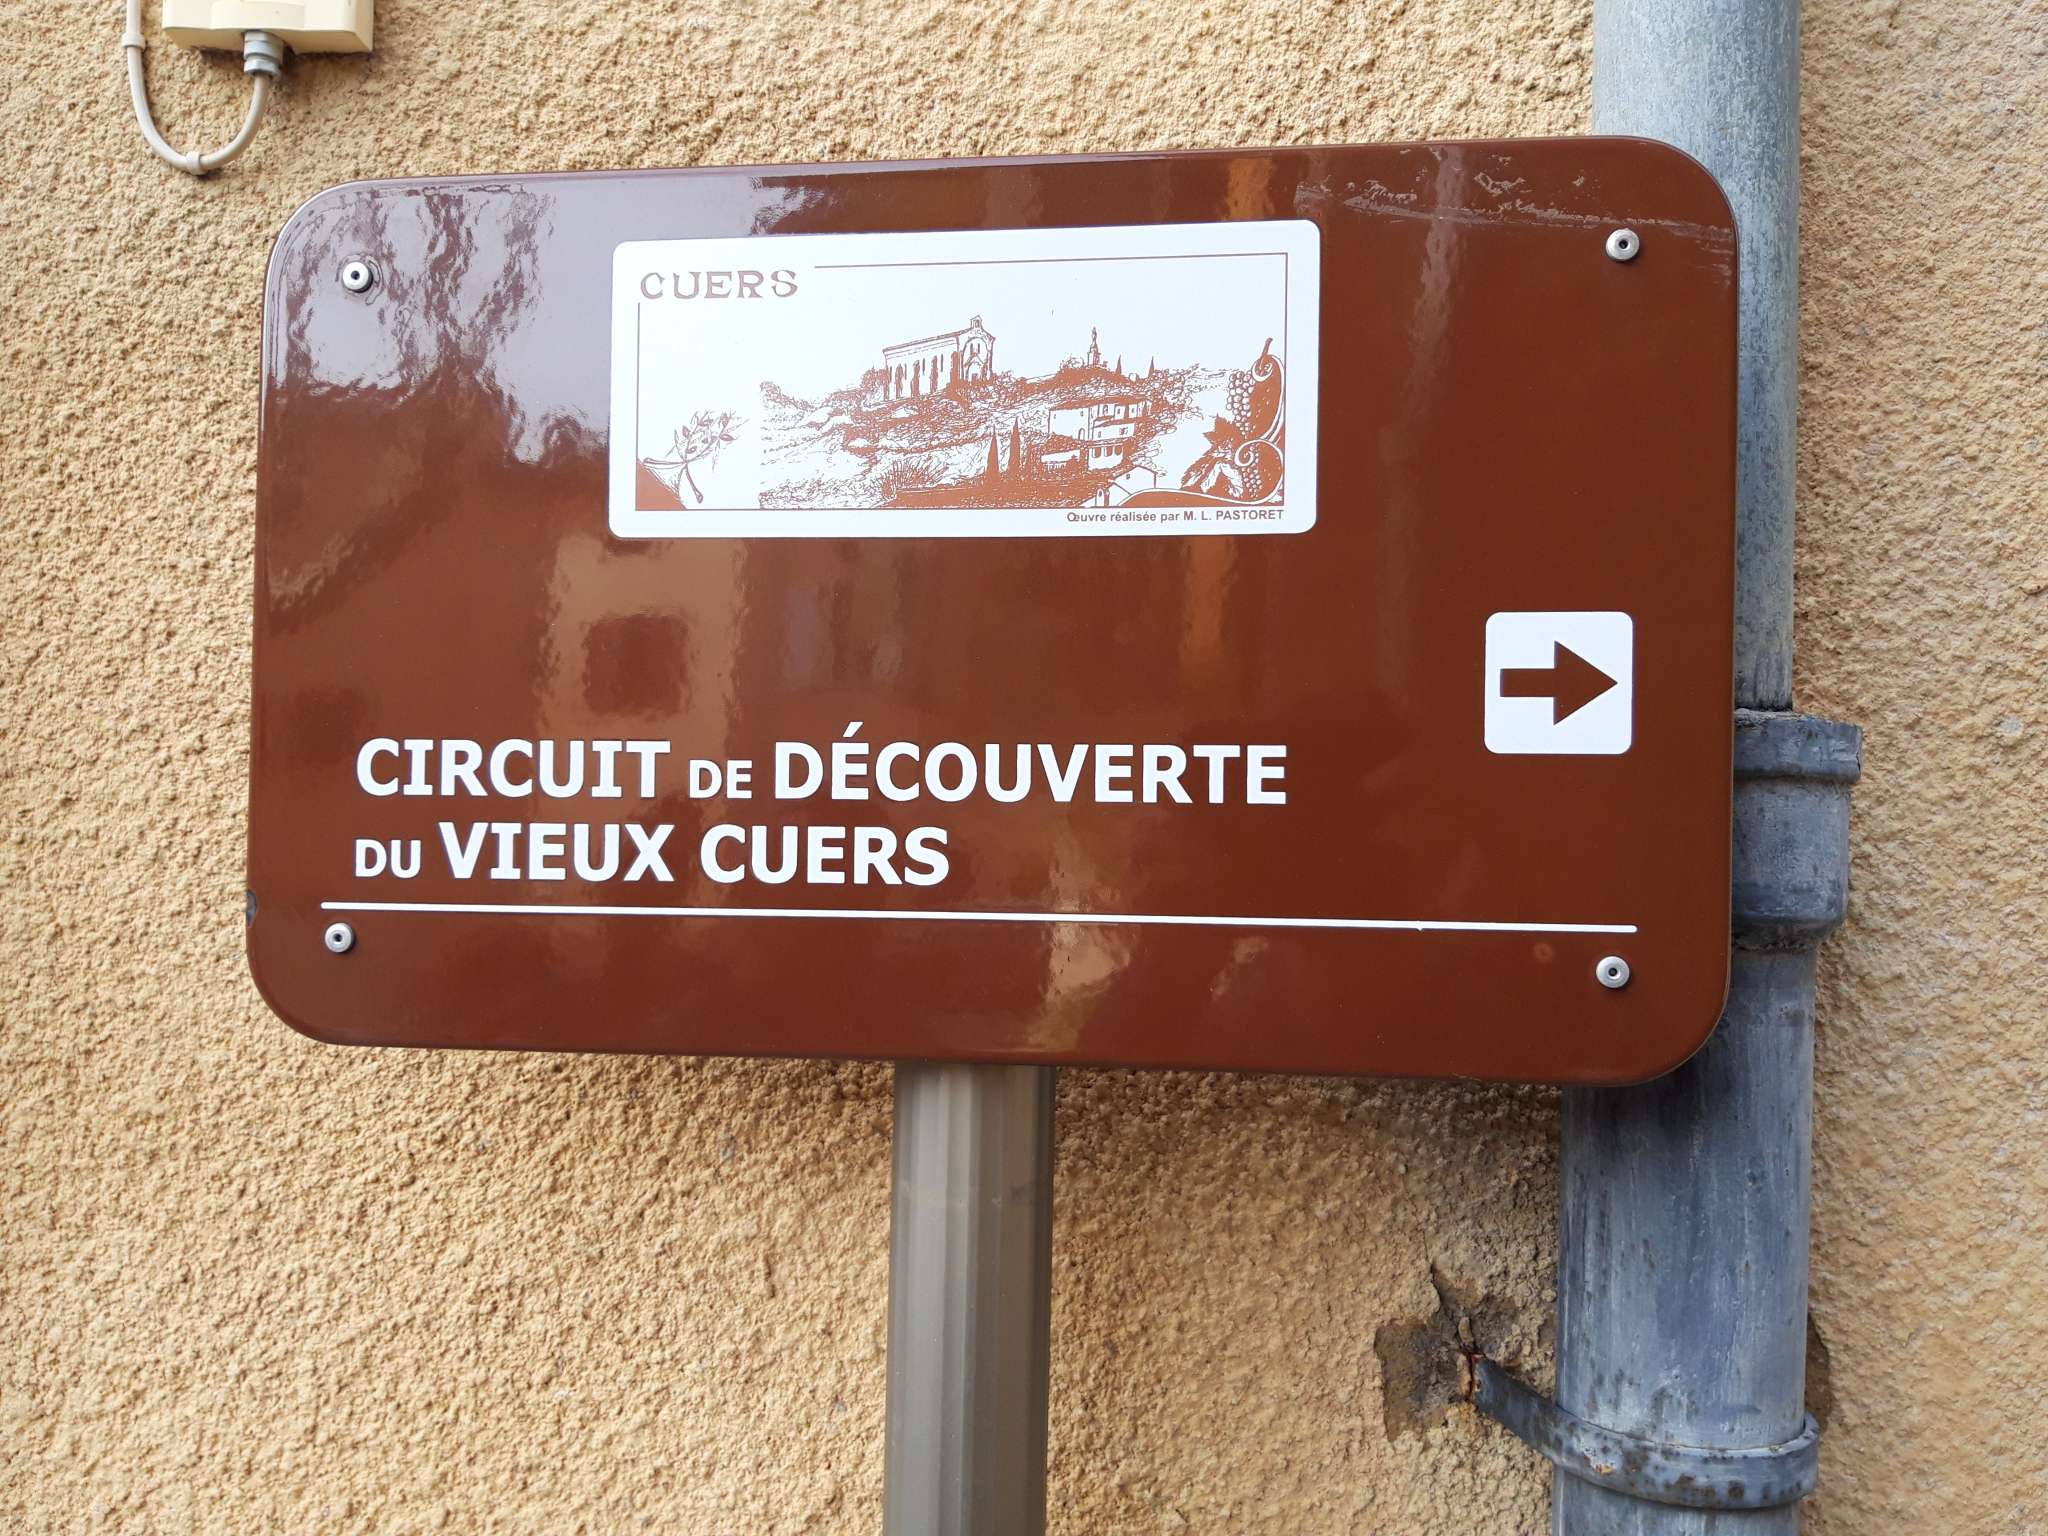 CUERS
Œuvre réalisée par M. L. PASTORET
CIRCUIT DE DÉCOUVERTE
DU VIEUX CUERS